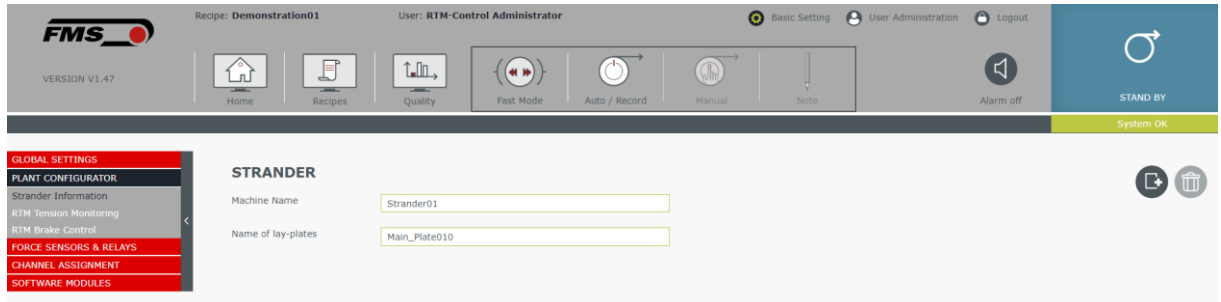 FMS
Recipe: Demonstration01
User: RTM-Control Administrator
Basic Setting
User Administration
Logout
VERSION V1.47
Home
Recipes
Quality
Fast Mode
Auto / Record
Manual
Note
Alarm off
STAND BY
System OK
GLOBAL SETTINGS
PLANT CONFIGURATOR
Strander Information
RTM Tension Monitoring
RTM Brake Control
FORCE SENSORS & RELAYS
CHANNEL ASSIGNMENT
SOFTWARE MODULES
STRANDER
Machine Name
Strander01
Name of lay-plates
Main_Plate010